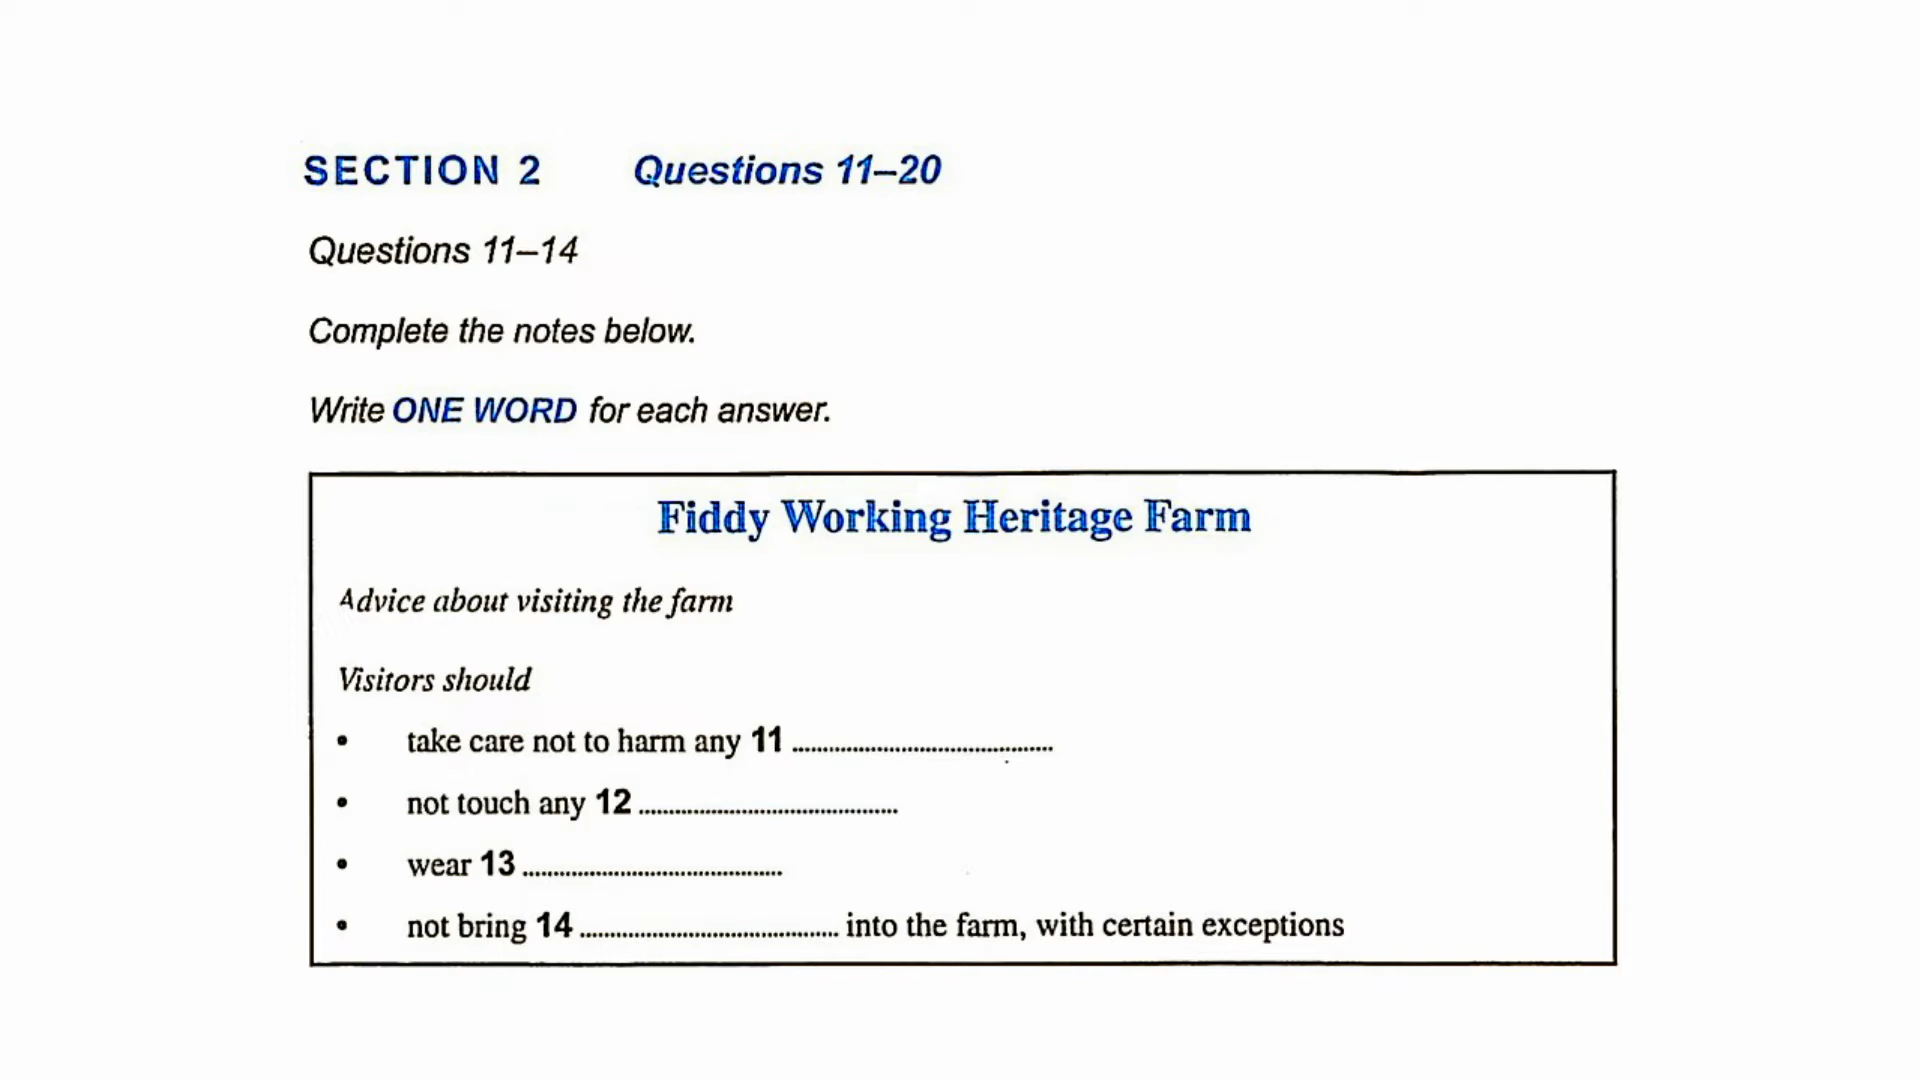 SECTION 2 Questions 11–20
Questions 11–14
Complete the notes below.
Write ONE WORD for each answer.
Fiddy Working Heritage Farm
Advice about visiting the farm
Visitors should
• take care not to harm any 11 ..........................................
• not touch any 12 ..........................................
• wear 13 ..........................................
• not bring 14 .......................................... into the farm, with certain exceptions